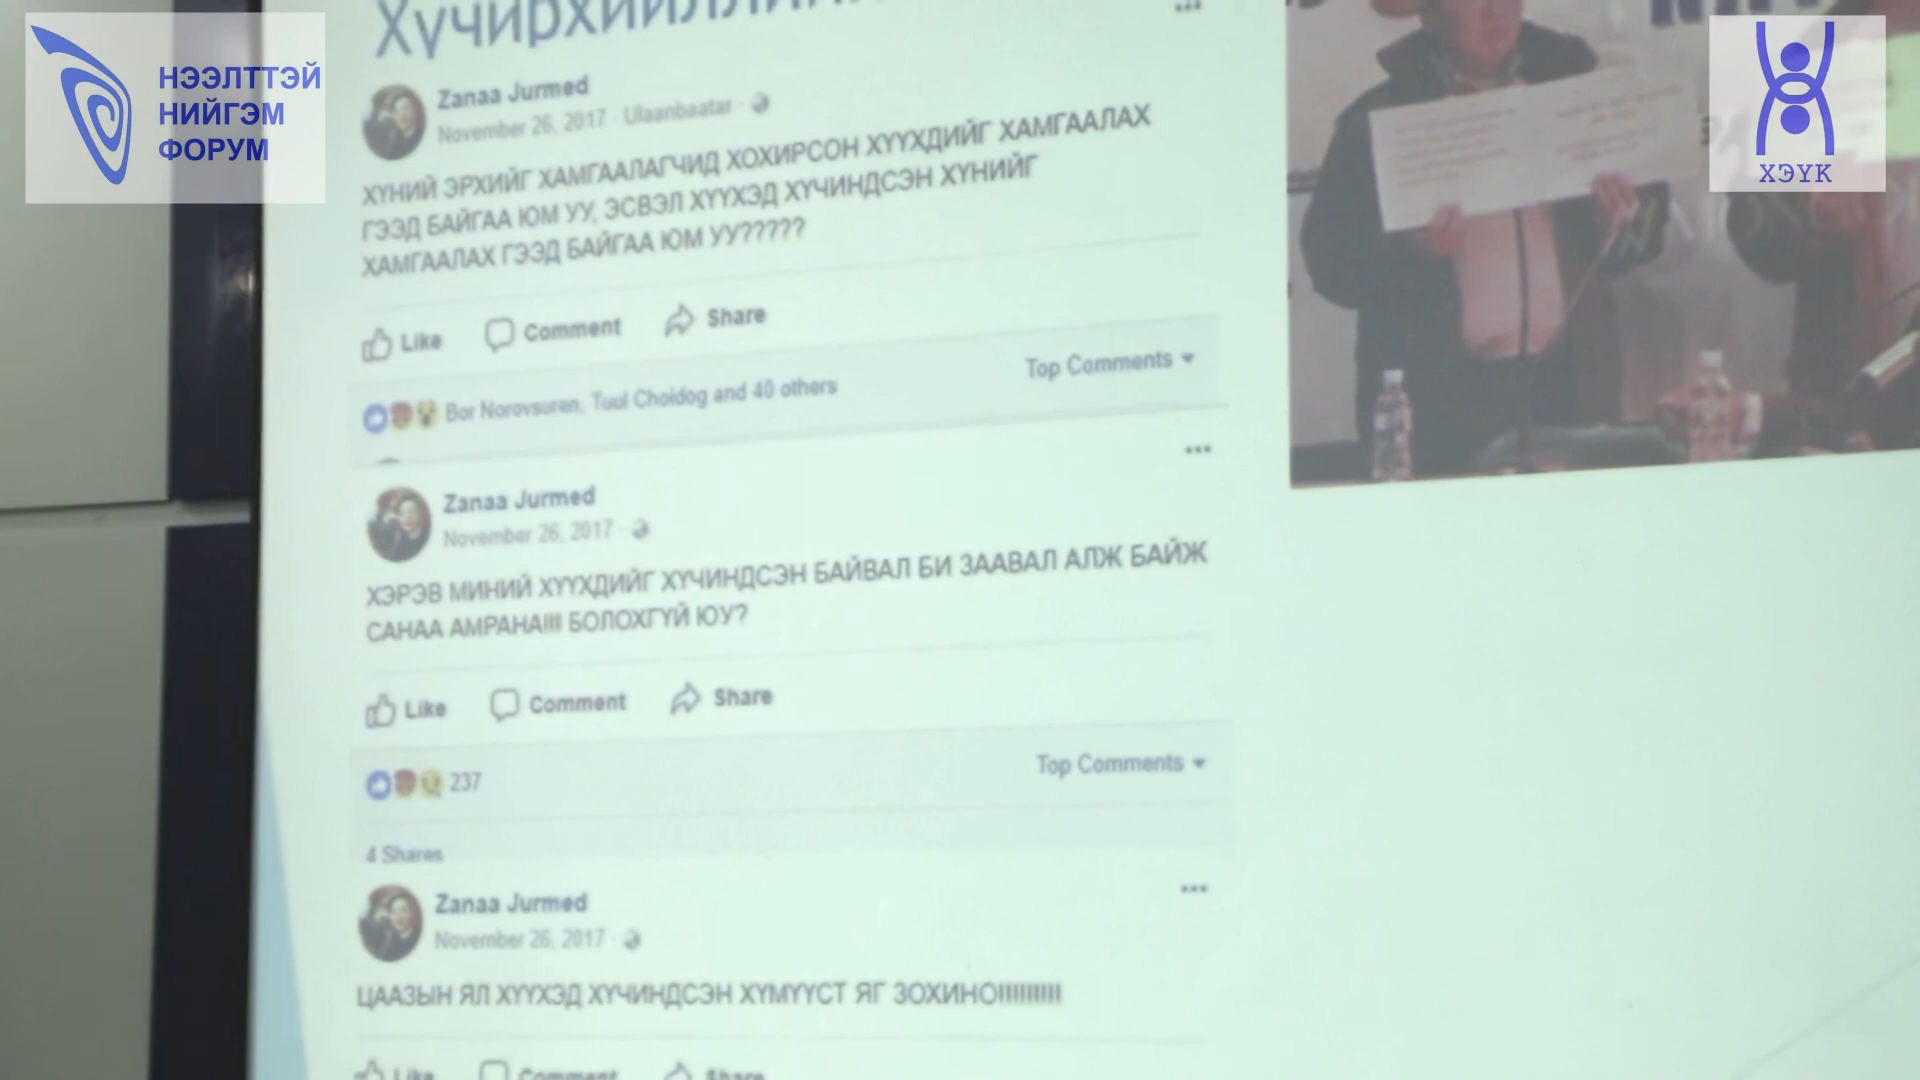 НЭЭЛТТЭЙ
НИЙГЭМ
ФОРУМ
ХЭҮК
Zanaa Jurmed
November 26, 2017 · Ulaanbaatar ·
ХҮНИЙ ЭРХИЙГ ХАМГААЛАГЧИД ХОХИРСОН ХҮҮХДИЙГ ХАМГААЛАХ
ГЭЭД БАЙГАА ЮМ УУ, ЭСВЭЛ ХҮҮХЭД ХҮЧИНДСЭН ХҮНИЙГ
ХАМГААЛАХ ГЭЭД БАЙГАА ЮМ УУ?????
Like Comment Share
Bor Norovsuren, Tuul Choidog and 40 others
Top Comments
Zanaa Jurmed
November 26, 2017 ·
ХЭРЭВ МИНИЙ ХҮҮХДИЙГ ХҮЧИНДСЭН БАЙВАЛ БИ ЗААВАЛ АЛЖ БАЙЖ
САНАА АМРАНА!!!! БОЛОХГҮЙ ЮУ?
Like Comment Share
237
Top Comments
4 Shares
Zanaa Jurmed
November 26, 2017 ·
ЦААЗЫН ЯЛ ХҮҮХЭД ХҮЧИНДСЭН ХҮМҮҮСТ ЯГ ЗОХИНО!!!!!!!!!!
Like Comment Share